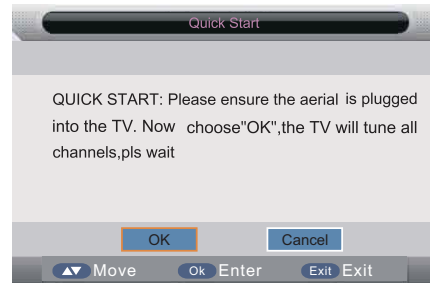 Quick Start
QUICK START: Please ensure the aerial is plugged
into the TV. Now choose"OK",the TV will tune all
channels,pls wait
OK Cancel
Move Ok Enter Exit Exit